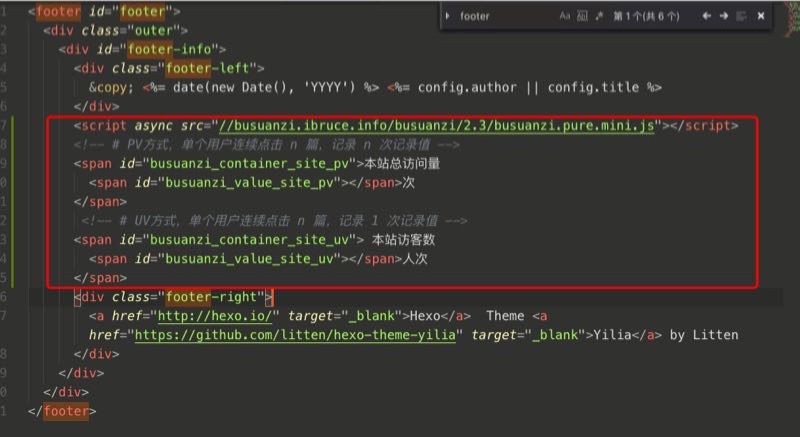 footer Aa Ab| .* 第 1 个(共 6 个)
1 <footer id="footer">
2 <div class="outer">
3 <div id="footer-info">
4 <div class="footer-left">
5 &copy; <%= date(new Date(), 'YYYY') %> <%= config.author || config.title %>
6 </div>
7 <script async src="//busuanzi.ibruce.info/busuanzi/2.3/busuanzi.pure.mini.js"></script>
8 <!-- # PV方式，单个用户连续点击 n 篇，记录 n 次记录值 -->
9 <span id="busuanzi_container_site_pv">本站总访问量
0 <span id="busuanzi_value_site_pv"></span>次
1 </span>
2 <!-- # UV方式，单个用户连续点击 n 篇，记录 1 次记录值 -->
3 <span id="busuanzi_container_site_uv"> 本站访客数
4 <span id="busuanzi_value_site_uv"></span>人次
5 </span>
6 <div class="footer-right">
7 <a href="http://hexo.io/" target="_blank">Hexo</a> Theme <a
href="https://github.com/litten/hexo-theme-yilia" target="_blank">Yilia</a> by Litten
8 </div>
9 </div>
0 </div>
1 </footer>